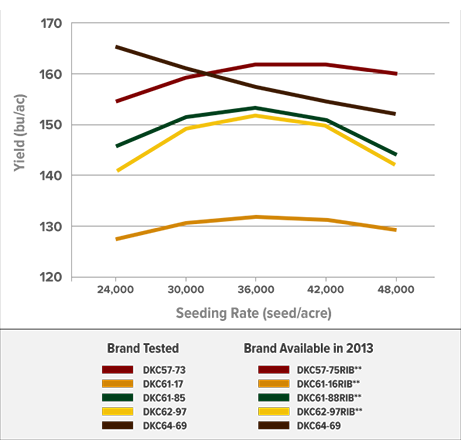 170
160
150
140
130
120
Yield (bu/ac)
24,000 30,000 36,000 42,000 48,000
Seeding Rate (seed/acre)
Brand Tested Brand Available in 2013
DKC57-73 DKC57-75RIB**
DKC61-17 DKC61-16RIB**
DKC61-85 DKC61-88RIB**
DKC62-97 DKC62-97RIB**
DKC64-69 DKC64-69